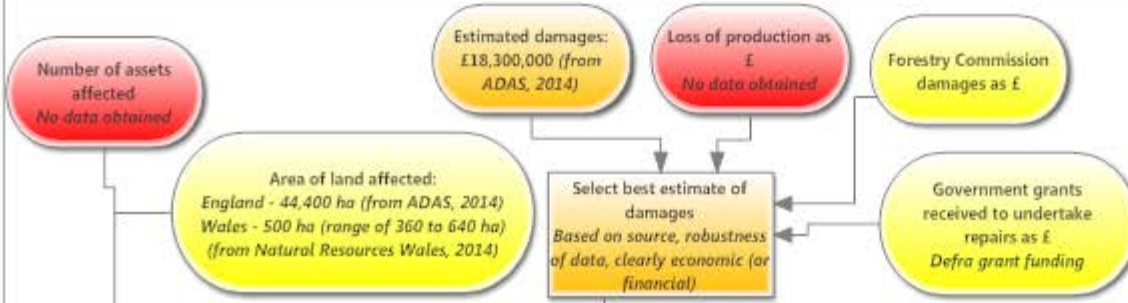 Number of assets
affected
No data obtained
Estimated damages:
£18,300,000 (from
ADAS, 2014)
Loss of production as
£
No data obtained
Forestry Commission
damages as £
Area of land affected:
England - 44,400 ha (from ADAS, 2014)
Wales - 500 ha (range of 360 to 640 ha)
(from Natural Resources Wales, 2014)
Select best estimate of
damages
Based on source, robustness
of data, clearly economic (or
financial)
Government grants
received to undertake
repairs as £
Defra grant funding